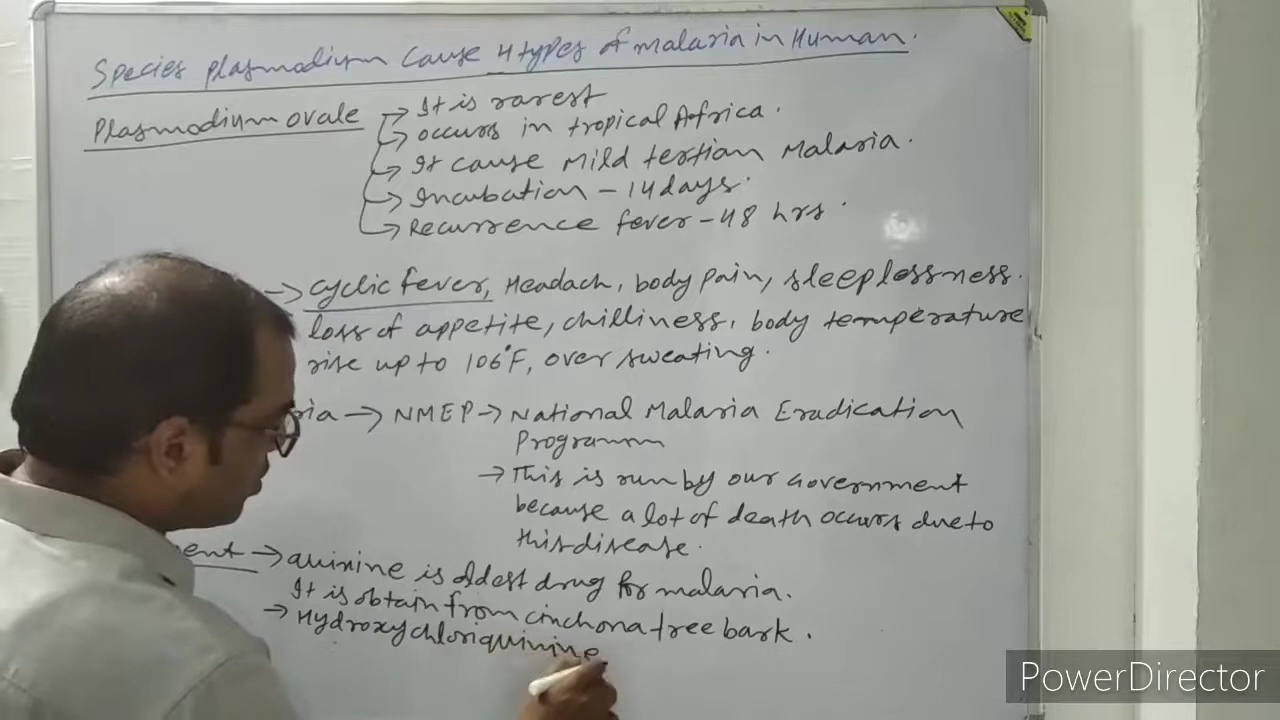 Species plasmodium cause 4 types of malaria in Human.
Plasmodium ovale → It is rarest
→ occurs in tropical Africa.
→ It cause Mild tertian Malaria.
→ Incubation - 14 days.
→ Recurrence fever - 48 hrs.
→ cyclic fever, Headach, body pain, sleeplessness.
loss of appetite, chilliness, body temperature
rise up to 106°F, over sweating.
ria → NMEP → National Malaria Eradication
Programm
→ This is run by our Government
because a lot of death occurs due to
this disease.
ent → Quinine is oldest drug for malaria.
It is obtain from cinchona tree bark.
→ Hydroxychloriquinine
PowerDirector